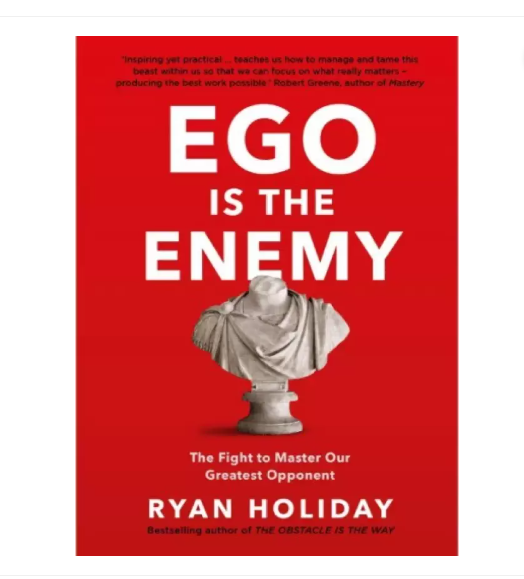 "Inspiring yet practical ... teaches us how to manage and tame this
beast within us so that we can focus on what really matters –
producing the best work possible' Robert Greene, author of Mastery
EGO
IS THE
ENEMY
The Fight to Master Our
Greatest Opponent
RYAN HOLIDAY
Bestselling author of THE OBSTACLE IS THE WAY